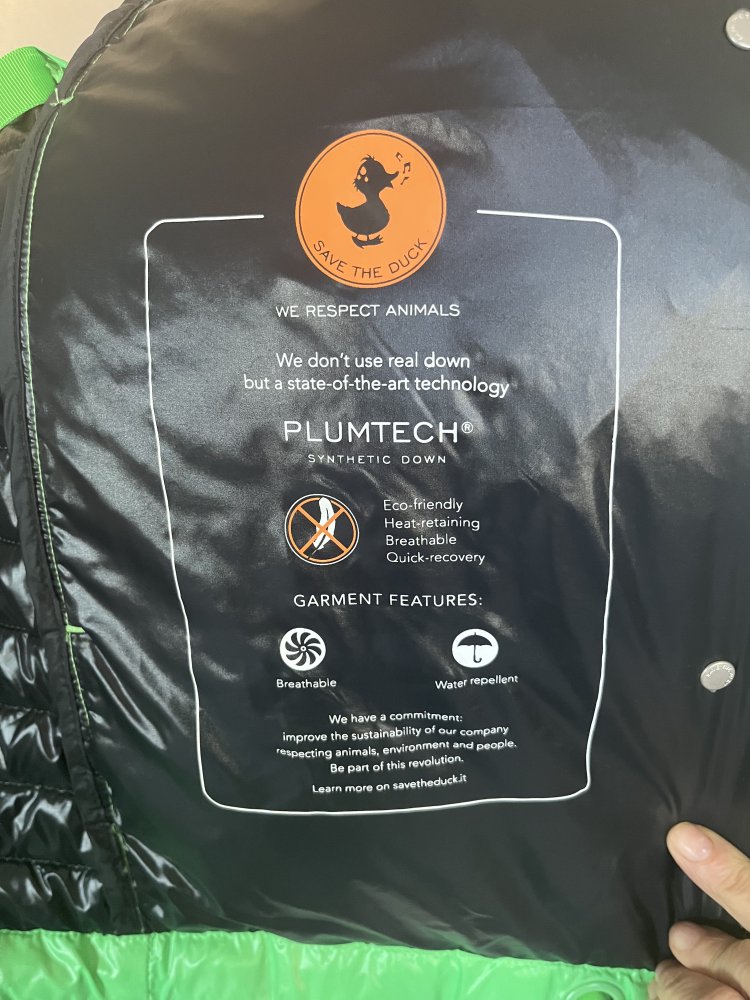 SAVE THE DUCK
WE RESPECT ANIMALS
We don't use real down
but a state-of-the-art technology
PLUMTECH®
SYNTHETIC DOWN
Eco-friendly
Heat-retaining
Breathable
Quick-recovery
GARMENT FEATURES:
Breathable
Water repellent
We have a commitment:
improve the sustainability of our company
respecting animals, environment and people.
Be part of this revolution.
Learn more on savetheduck.it